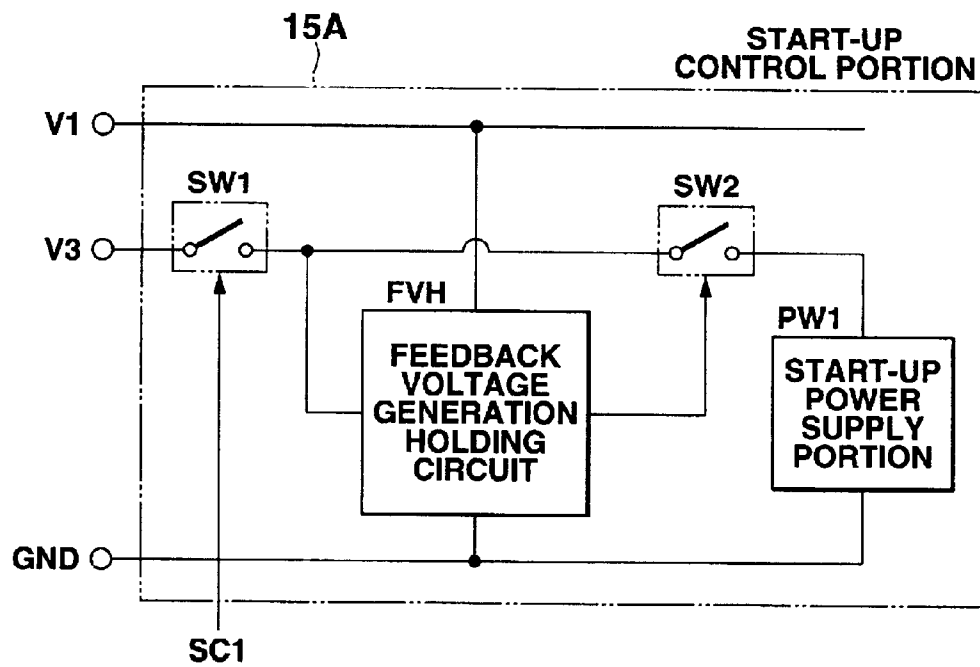 15A
START-UP
CONTROL PORTION
V1
SW1
SW2
V3
FVH
PW1
FEEDBACK
VOLTAGE
GENERATION
HOLDING
CIRCUIT
START-UP
POWER
SUPPLY
PORTION
GND
SC1